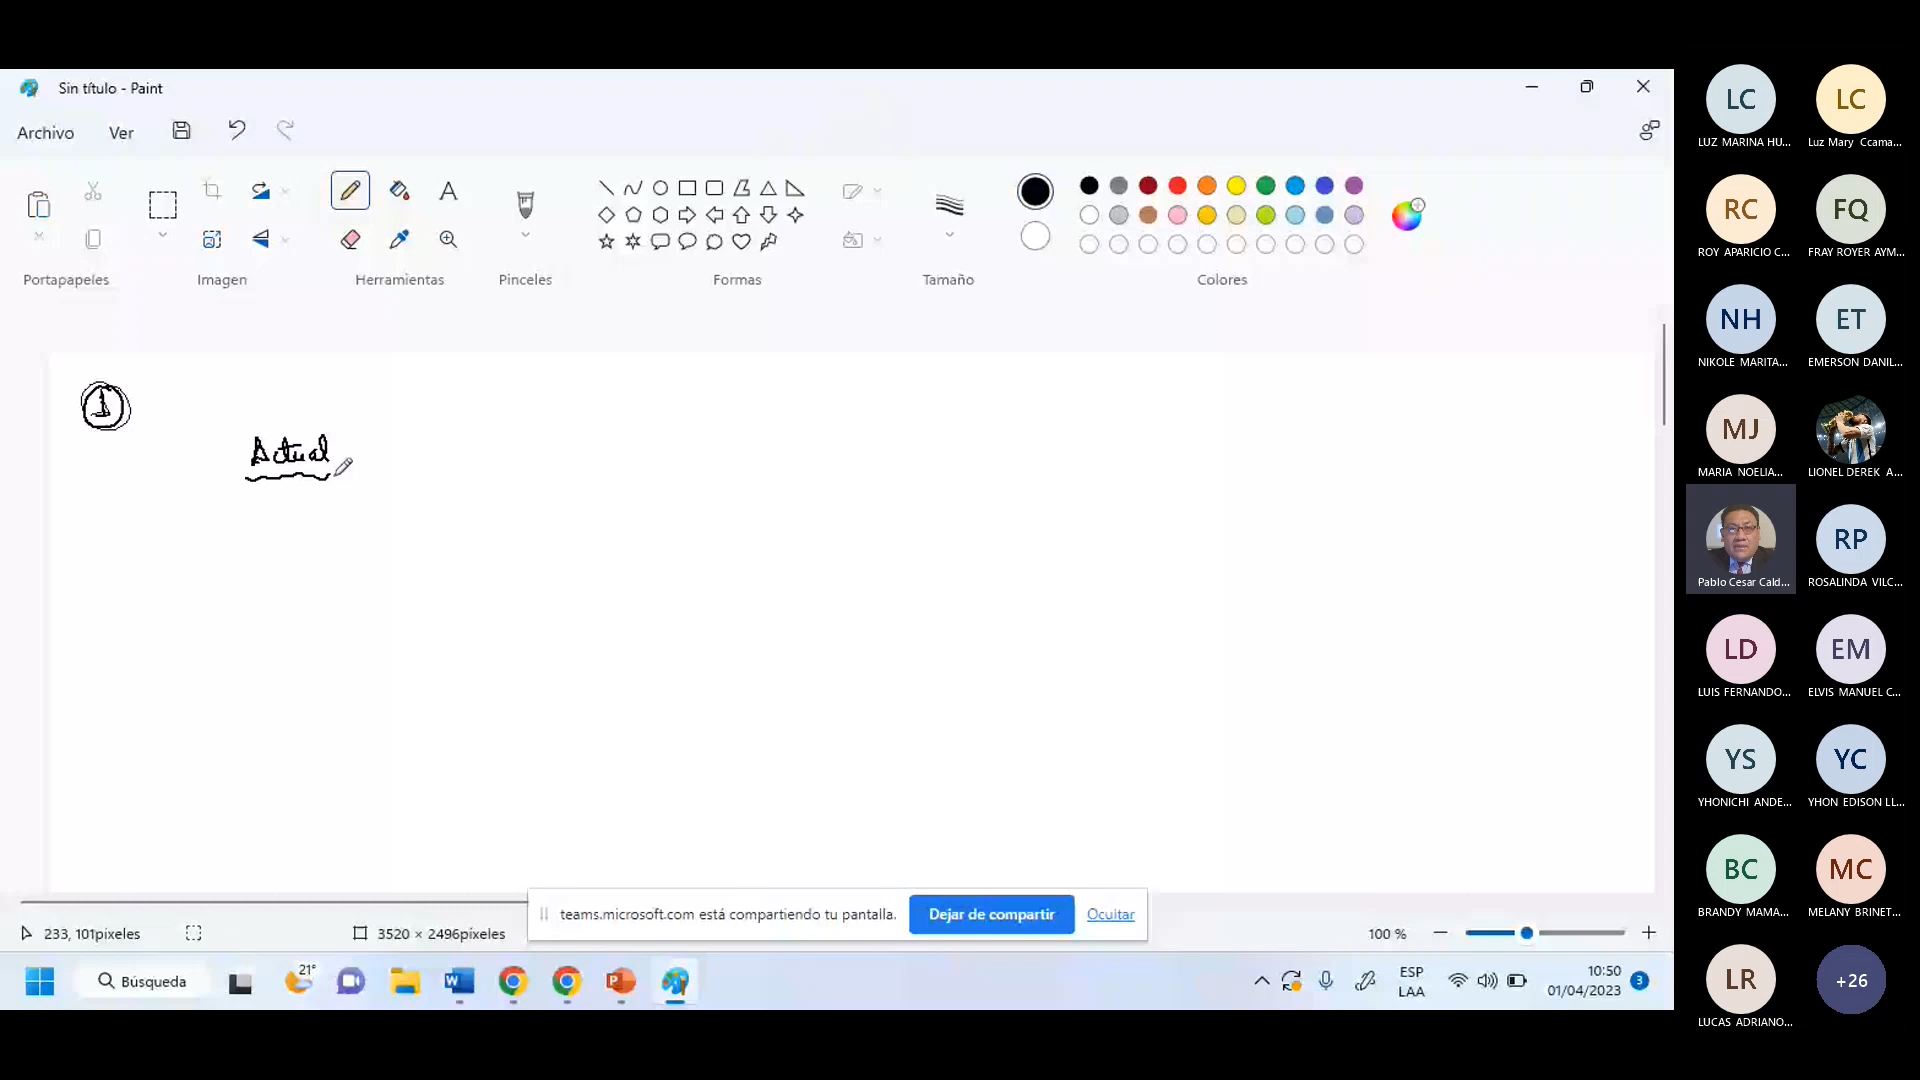 Sin título - Paint
Archivo Ver
Portapapeles Imagen Herramientas Pinceles Formas Tamaño Colores
1
Actual
teams.microsoft.com está compartiendo tu pantalla. Dejar de compartir Ocultar
233, 101píxeles 3520 × 2496píxeles 100 %
Búsqueda 21° ESP LAA 10:50 01/04/2023 3
LC LC
LUZ MARINA HU... Luz Mary Ccama...
RC FQ
ROY APARICIO C... FRAY ROYER AYM...
NH ET
NIKOLE MARITA... EMERSON DANIL...
MJ
MARIA NOELIA... LIONEL DEREK A...
RP
Pablo Cesar Cald... ROSALINDA VILC...
LD EM
LUIS FERNANDO... ELVIS MANUEL C...
YS YC
YHONICHI ANDE... YHON EDISON LL...
BC MC
BRANDY MAMA... MELANY BRINET...
LR +26
LUCAS ADRIANO...